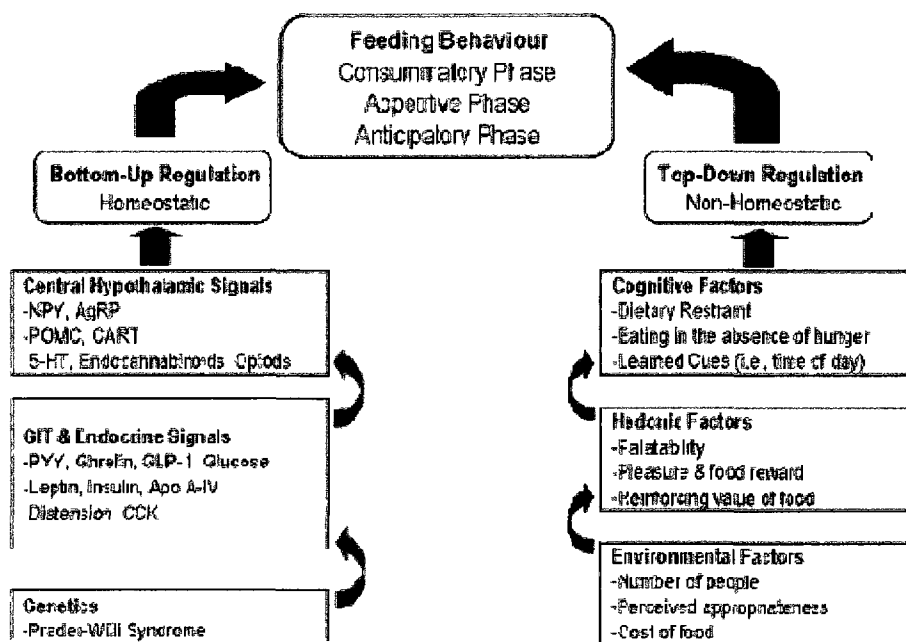 Feeding Behaviour
Consummatory Phase
Appetitive Phase
Anticipatory Phase
Bottom-Up Regulation
Homeostatic
Top-Down Regulation
Non-Homeostatic
Central Hypothalamic Signals
-NPY, AgRP
-POMC, CART
5-HT, Endocannabinoids Opiods
GIT & Endocrine Signals
-PYY, Ghrelin, GLP-1 Glucose
-Leptin, Insulin, Apo A-IV
Distension CCK
Genetics
-Prader-Willi Syndrome
Cognitive Factors
-Dietary Restraint
-Eating in the absence of hunger
-Learned Cues (i.e., time of day)
Hedonic Factors
-Palatability
-Pleasure & food reward
-Reinforcing value of food
Environmental Factors
-Number of people
-Perceived appropriateness
-Cost of food